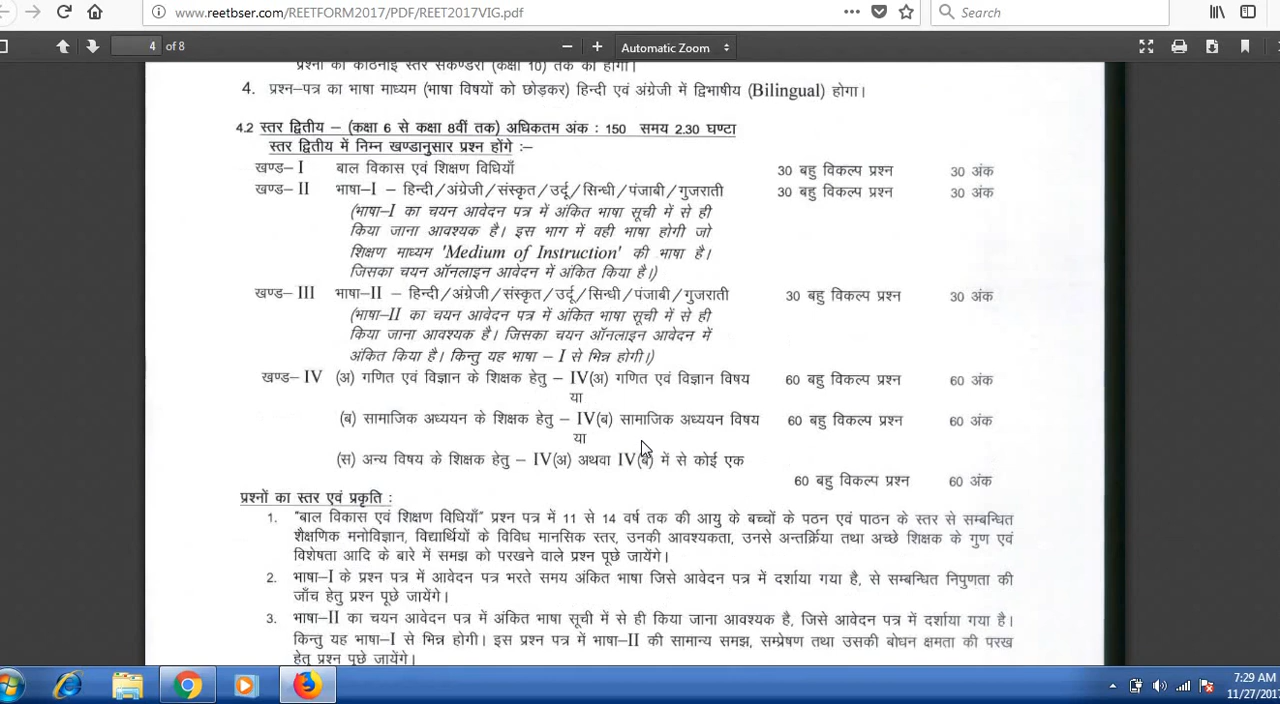 www.reetbser.com/REETFORM2017/PDF/REET2017VIG.pdf
Search
4 of 8
Automatic Zoom
प्रश्नों का कठिनाई स्तर सैकण्डरी (कक्षा 10) तक का होगा।
4. प्रश्न–पत्र का भाषा माध्यम (भाषा विषयों को छोड़कर) हिन्दी एवं अंग्रेजी में द्विभाषीय (Bilingual) होगा।
4.2 स्तर द्वितीय – (कक्षा 6 से कक्षा 8वीं तक) अधिकतम अंक : 150 समय 2.30 घण्टा
स्तर द्वितीय में निम्न खण्डानुसार प्रश्न होंगे :–
खण्ड– I बाल विकास एवं शिक्षण विधियाँ 30 बहु विकल्प प्रश्न 30 अंक
खण्ड– II भाषा–I – हिन्दी/अंग्रेजी/संस्कृत/उर्दू/सिन्धी/पंजाबी/गुजराती 30 बहु विकल्प प्रश्न 30 अंक
(भाषा–I का चयन आवेदन पत्र में अंकित भाषा सूची में से ही
किया जाना आवश्यक है। इस भाग में वही भाषा होगी जो
शिक्षण माध्यम 'Medium of Instruction' की भाषा है।
जिसका चयन ऑनलाइन आवेदन में अंकित किया है।)
खण्ड– III भाषा–II – हिन्दी/अंग्रेजी/संस्कृत/उर्दू/सिन्धी/पंजाबी/गुजराती 30 बहु विकल्प प्रश्न 30 अंक
(भाषा–II का चयन आवेदन पत्र में अंकित भाषा सूची में से ही
किया जाना आवश्यक है। जिसका चयन ऑनलाइन आवेदन में
अंकित किया है। किन्तु यह भाषा – I से भिन्न होगी।)
खण्ड– IV (अ) गणित एवं विज्ञान के शिक्षक हेतु – IV(अ) गणित एवं विज्ञान विषय 60 बहु विकल्प प्रश्न 60 अंक
या
(ब) सामाजिक अध्ययन के शिक्षक हेतु – IV(ब) सामाजिक अध्ययन विषय 60 बहु विकल्प प्रश्न 60 अंक
या
(स) अन्य विषय के शिक्षक हेतु – IV(अ) अथवा IV(ब) में से कोई एक
60 बहु विकल्प प्रश्न 60 अंक
प्रश्नों का स्तर एवं प्रकृति :
1. "बाल विकास एवं शिक्षण विधियाँ" प्रश्न पत्र में 11 से 14 वर्ष तक की आयु के बच्चों के पठन एवं पाठन के स्तर से सम्बन्धित
शैक्षणिक मनोविज्ञान, विद्यार्थियों के विविध मानसिक स्तर, उनकी आवश्यकता, उनसे अन्तर्क्रिया तथा अच्छे शिक्षक के गुण एवं
विशेषता आदि के बारे में समझ को परखने वाले प्रश्न पूछे जायेंगे।
2. भाषा–I के प्रश्न पत्र में आवेदन पत्र भरते समय अंकित भाषा जिसे आवेदन पत्र में दर्शाया गया है, से सम्बन्धित निपुणता की
जाँच हेतु प्रश्न पूछे जायेंगे।
3. भाषा–II का चयन आवेदन पत्र में अंकित भाषा सूची में से ही किया जाना आवश्यक है, जिसे आवेदन पत्र में दर्शाया गया है।
किन्तु यह भाषा–I से भिन्न होगी। इस प्रश्न पत्र में भाषा–II की सामान्य समझ, सम्प्रेषण तथा उसकी बोधन क्षमता की परख
हेतु प्रश्न पूछे जायेंगे।
7:29 AM
11/27/2017